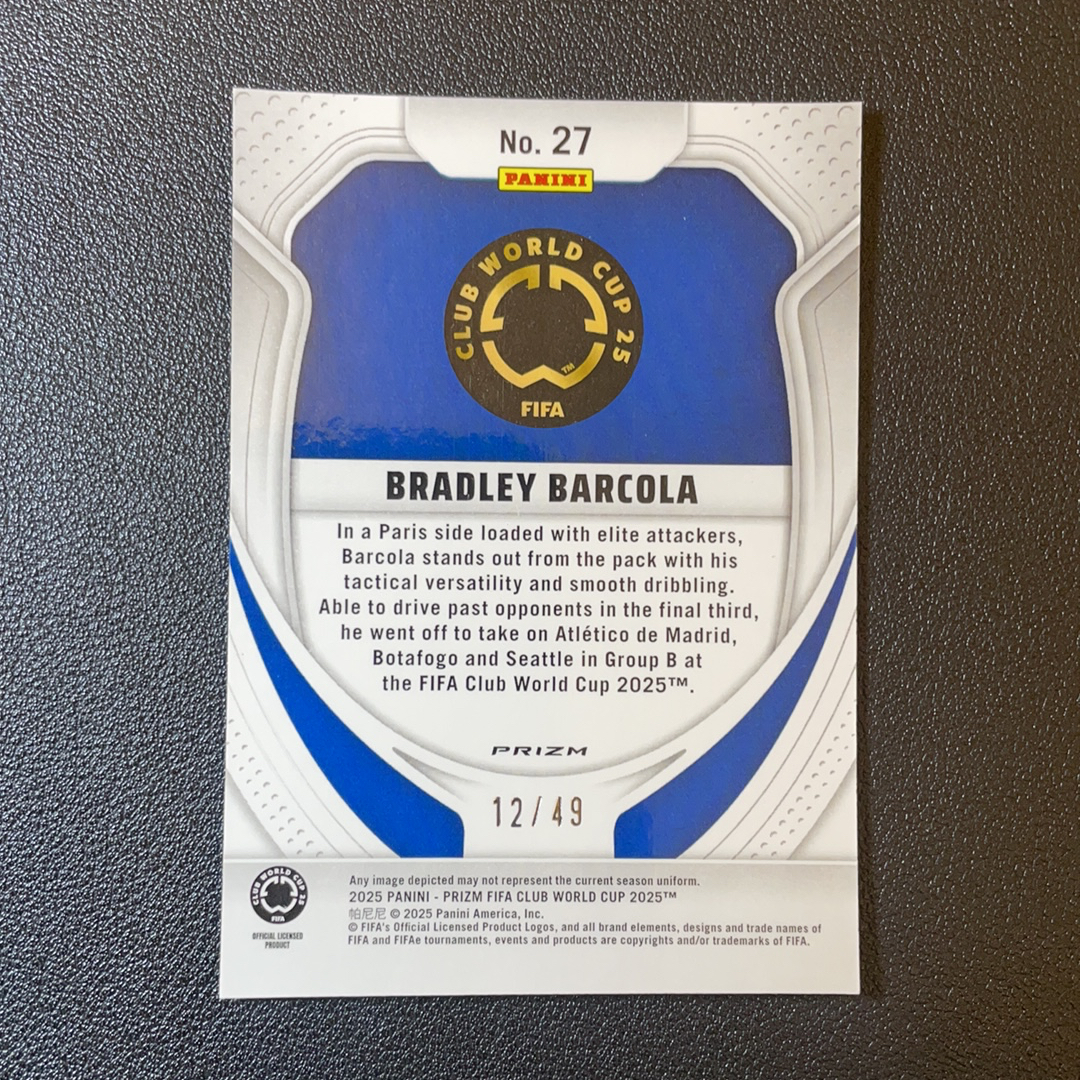 No. 27
PANINI
CLUB WORLD CUP 25
TM
FIFA
BRADLEY BARCOLA
In a Paris side loaded with elite attackers,
Barcola stands out from the pack with his
tactical versatility and smooth dribbling.
Able to drive past opponents in the final third,
he went off to take on Atlético de Madrid,
Botafogo and Seattle in Group B at
the FIFA Club World Cup 2025™.
PRIZM
12/49
CLUB WORLD CUP 25
FIFA
OFFICIAL LICENSED
PRODUCT
Any image depicted may not represent the current season uniform.
2025 PANINI - PRIZM FIFA CLUB WORLD CUP 2025™
帕尼尼 © 2025 Panini America, Inc.
© FIFA's Official Licensed Product Logos, and all brand elements, designs and trade names of
FIFA and FIFAe tournaments, events and products are copyrights and/or trademarks of FIFA.